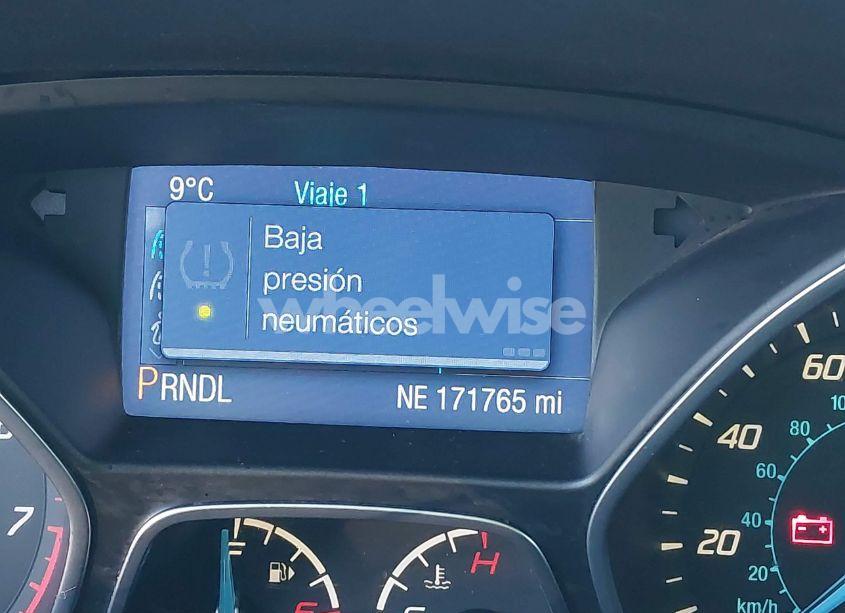 9°C Viaje 1
Baja
presión
neumáticos
wheelwise
PRNDL NE 171765 mi
7
60
40
20
80
60
40
20
km/h
H